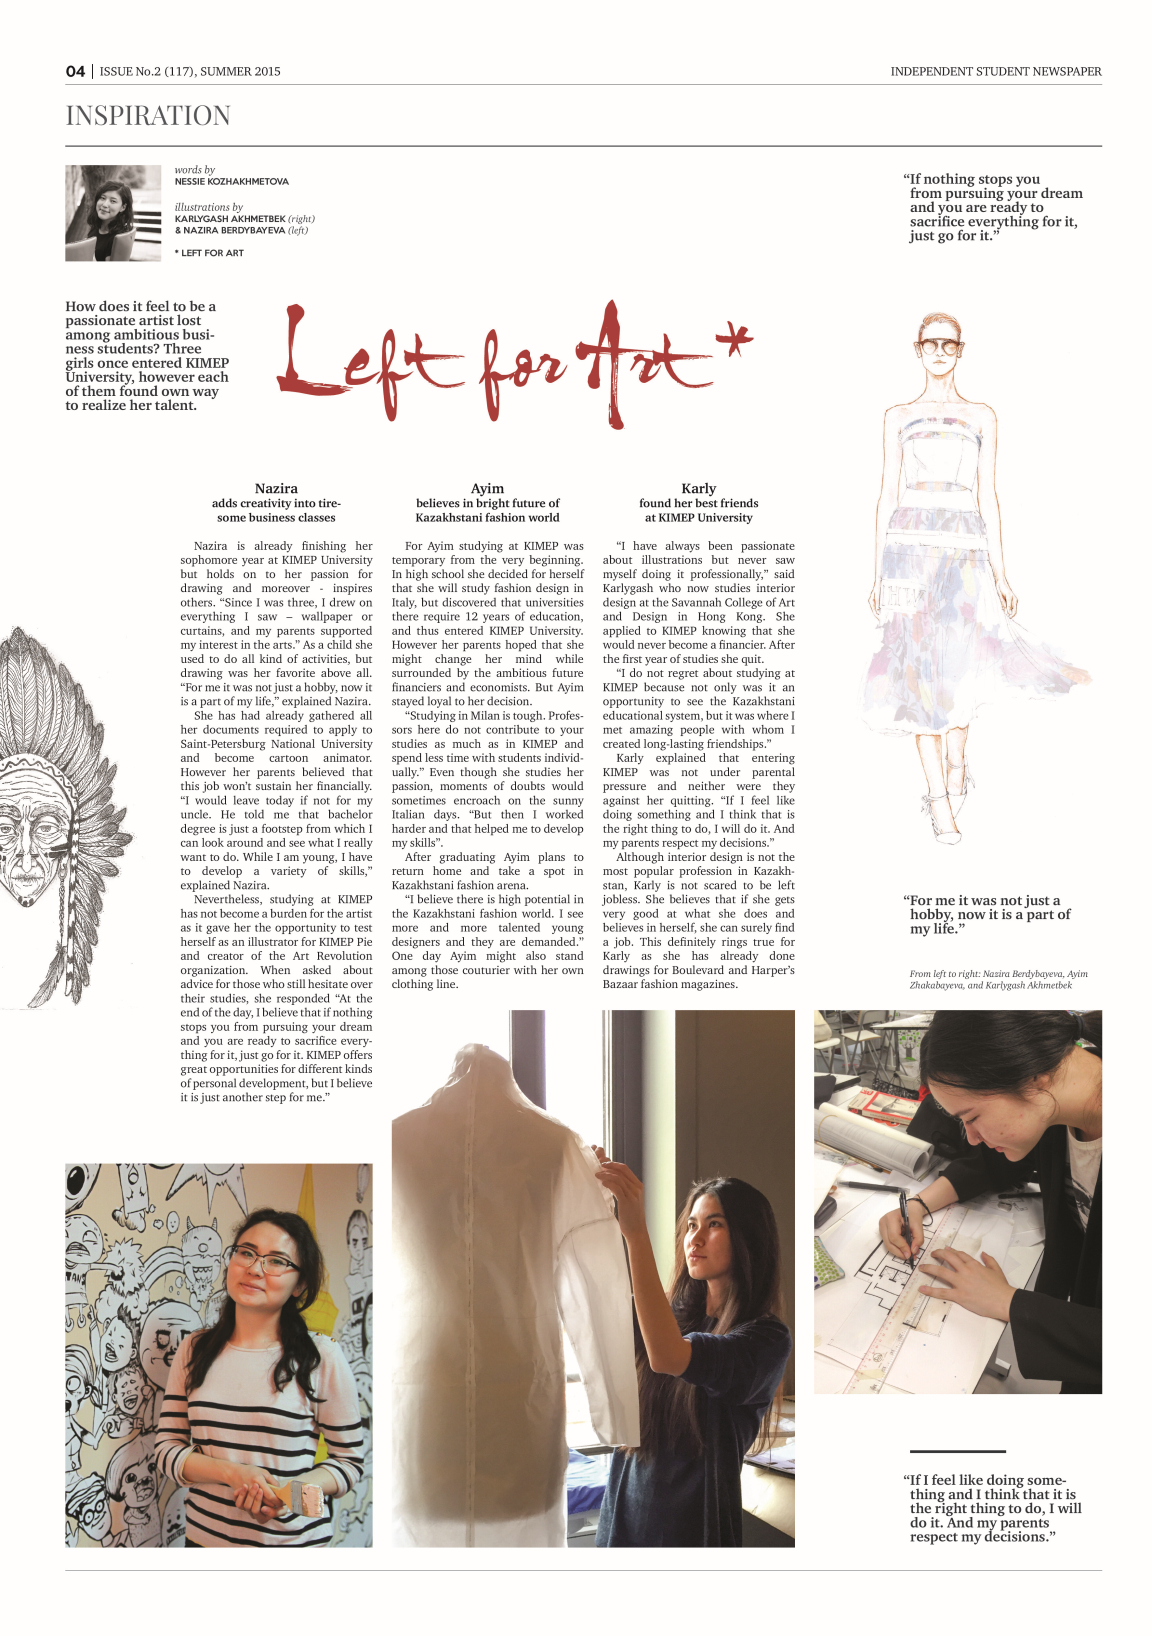 04 | ISSUE No.2 (117), SUMMER 2015
INDEPENDENT STUDENT NEWSPAPER
INSPIRATION
words by
NESSIE KOZHAKHMETOVA
illustrations by
KARLYGASH AKHMETBEK (right)
& NAZIRA BERDYBAYEVA (left)
* LEFT FOR ART
“If nothing stops you
from pursuing your dream
and you are ready to
sacrifice everything for it,
just go for it.”
How does it feel to be a
passionate artist lost
among ambitious busi-
ness students? Three
girls once entered KIMEP
University, however each
of them found own way
to realize her talent.
Left for Art*
Nazira
adds creativity into tire-
some business classes
Nazira is already finishing her
sophomore year at KIMEP University
but holds on to her passion for
drawing and moreover - inspires
others. “Since I was three, I drew on
everything I saw – wallpaper or
curtains, and my parents supported
my interest in the arts.” As a child she
used to do all kind of activities, but
drawing was her favorite above all.
“For me it was not just a hobby, now it
is a part of my life,” explained Nazira.
She has had already gathered all
her documents required to apply to
Saint-Petersburg National University
and become cartoon animator.
However her parents believed that
this job won’t sustain her financially.
“I would leave today if not for my
uncle. He told me that bachelor
degree is just a footstep from which I
can look around and see what I really
want to do. While I am young, I have
to develop a variety of skills,”
explained Nazira.
Nevertheless, studying at KIMEP
has not become a burden for the artist
as it gave her the opportunity to test
herself as an illustrator for KIMEP Pie
and creator of the Art Revolution
organization. When asked about
advice for those who still hesitate over
their studies, she responded “At the
end of the day, I believe that if nothing
stops you from pursuing your dream
and you are ready to sacrifice every-
thing for it, just go for it. KIMEP offers
great opportunities for different kinds
of personal development, but I believe
it is just another step for me.”
Ayim
believes in bright future of
Kazakhstani fashion world
For Ayim studying at KIMEP was
temporary from the very beginning.
In high school she decided for herself
that she will study fashion design in
Italy, but discovered that universities
there require 12 years of education,
and thus entered KIMEP University.
However her parents hoped that she
might change her mind while
surrounded by the ambitious future
financiers and economists. But Ayim
stayed loyal to her decision.
“Studying in Milan is tough. Profes-
sors here do not contribute to your
studies as much as in KIMEP and
spend less time with students individ-
ually.” Even though she studies her
passion, moments of doubts would
sometimes encroach on the sunny
Italian days. “But then I worked
harder and that helped me to develop
my skills”.
After graduating Ayim plans to
return home and take a spot in
Kazakhstani fashion arena.
“I believe there is high potential in
the Kazakhstani fashion world. I see
more and more talented young
designers and they are demanded.”
One day Ayim might also stand
among those couturier with her own
clothing line.
Karly
found her best friends
at KIMEP University
“I have always been passionate
about illustrations but never saw
myself doing it professionally,” said
Karlygash who now studies interior
design at the Savannah College of Art
and Design in Hong Kong. She
applied to KIMEP knowing that she
would never become a financier. After
the first year of studies she quit.
“I do not regret about studying at
KIMEP because not only was it an
opportunity to see the Kazakhstani
educational system, but it was where I
met amazing people with whom I
created long-lasting friendships.”
Karly explained that entering
KIMEP was not under parental
pressure and neither were they
against her quitting. “If I feel like
doing something and I think that is
the right thing to do, I will do it. And
my parents respect my decisions.”
Although interior design is not the
most popular profession in Kazakh-
stan, Karly is not scared to be left
jobless. She believes that if she gets
very good at what she does and
believes in herself, she can surely find
a job. This definitely rings true for
Karly as she has already done
drawings for Boulevard and Harper’s
Bazaar fashion magazines.
“For me it was not just a
hobby, now it is a part of
my life.”
From left to right: Nazira Berdybayeva, Ayim
Zhakabayeva, and Karlygash Akhmetbek
“If I feel like doing some-
thing and I think that it is
the right thing to do, I will
do it. And my parents
respect my decisions.”